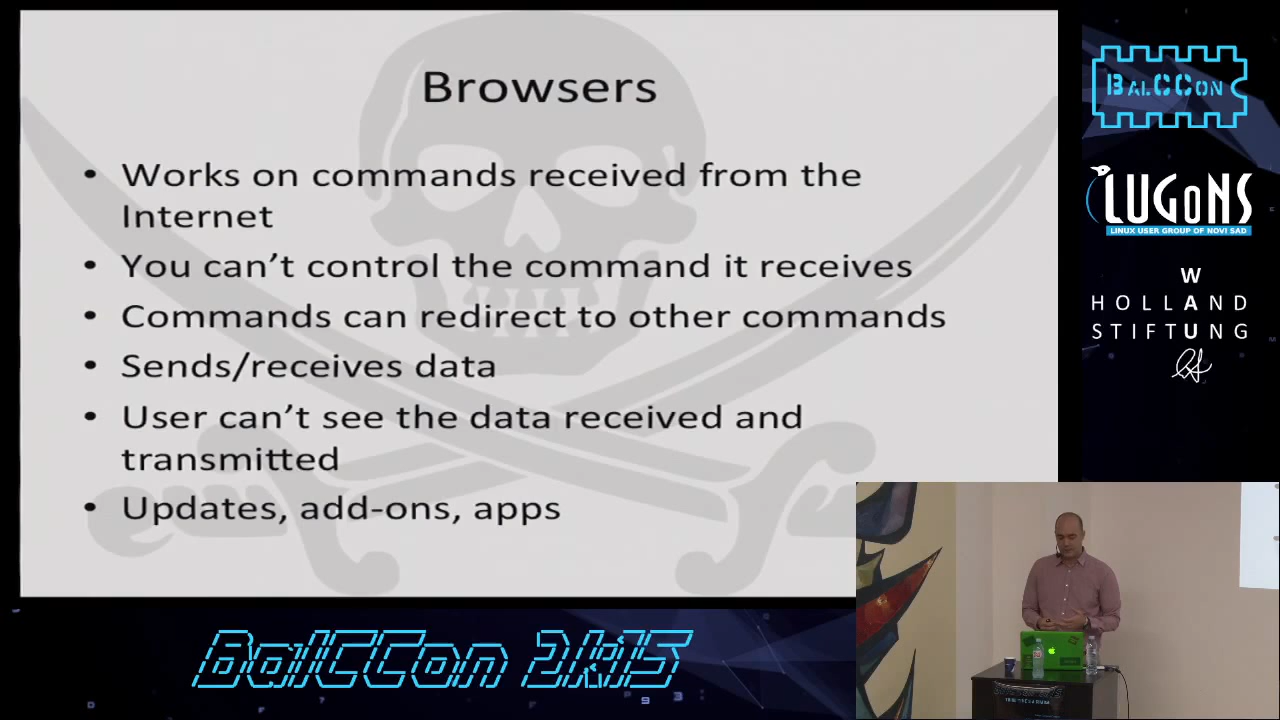 Browsers
• Works on commands received from the
Internet
• You can't control the command it receives
• Commands can redirect to other commands
• Sends/receives data
• User can't see the data received and
transmitted
• Updates, add-ons, apps
BALCCON
LUGONS
LINUX USER GROUP OF NOVI SAD
W
HOLLAND
STIFTUNG
BalCCon 2k15